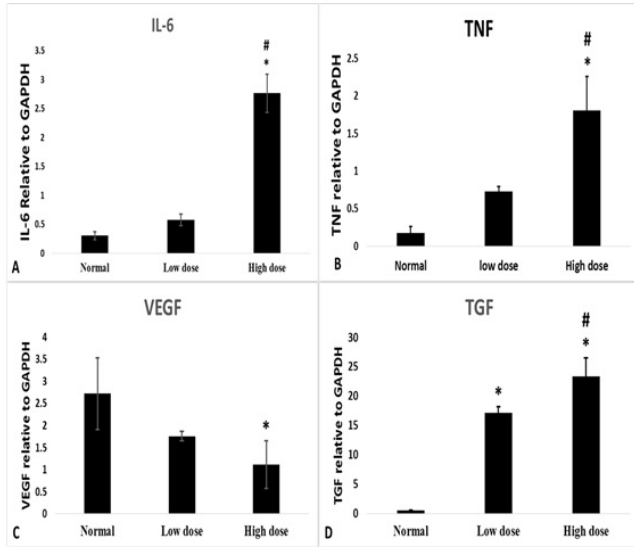 IL-6
IL-6 Relative to GAPDH
3.5
3
2.5
2
1.5
1
0.5
0
#
*
Normal
Low dose
High dose
A
TNF
TNF relative to GAPDH
2.5
2
1.5
1
0.5
0
#
*
Normal
low dose
High dose
B
VEGF
VEGF relative to GAPDH
4
3.5
3
2.5
2
1.5
1
0.5
0
*
Normal
Low dose
High dose
C
TGF
TGF relative to GAPDH
30
25
20
15
10
5
0
*
#
*
Normal
Low dose
High dose
D